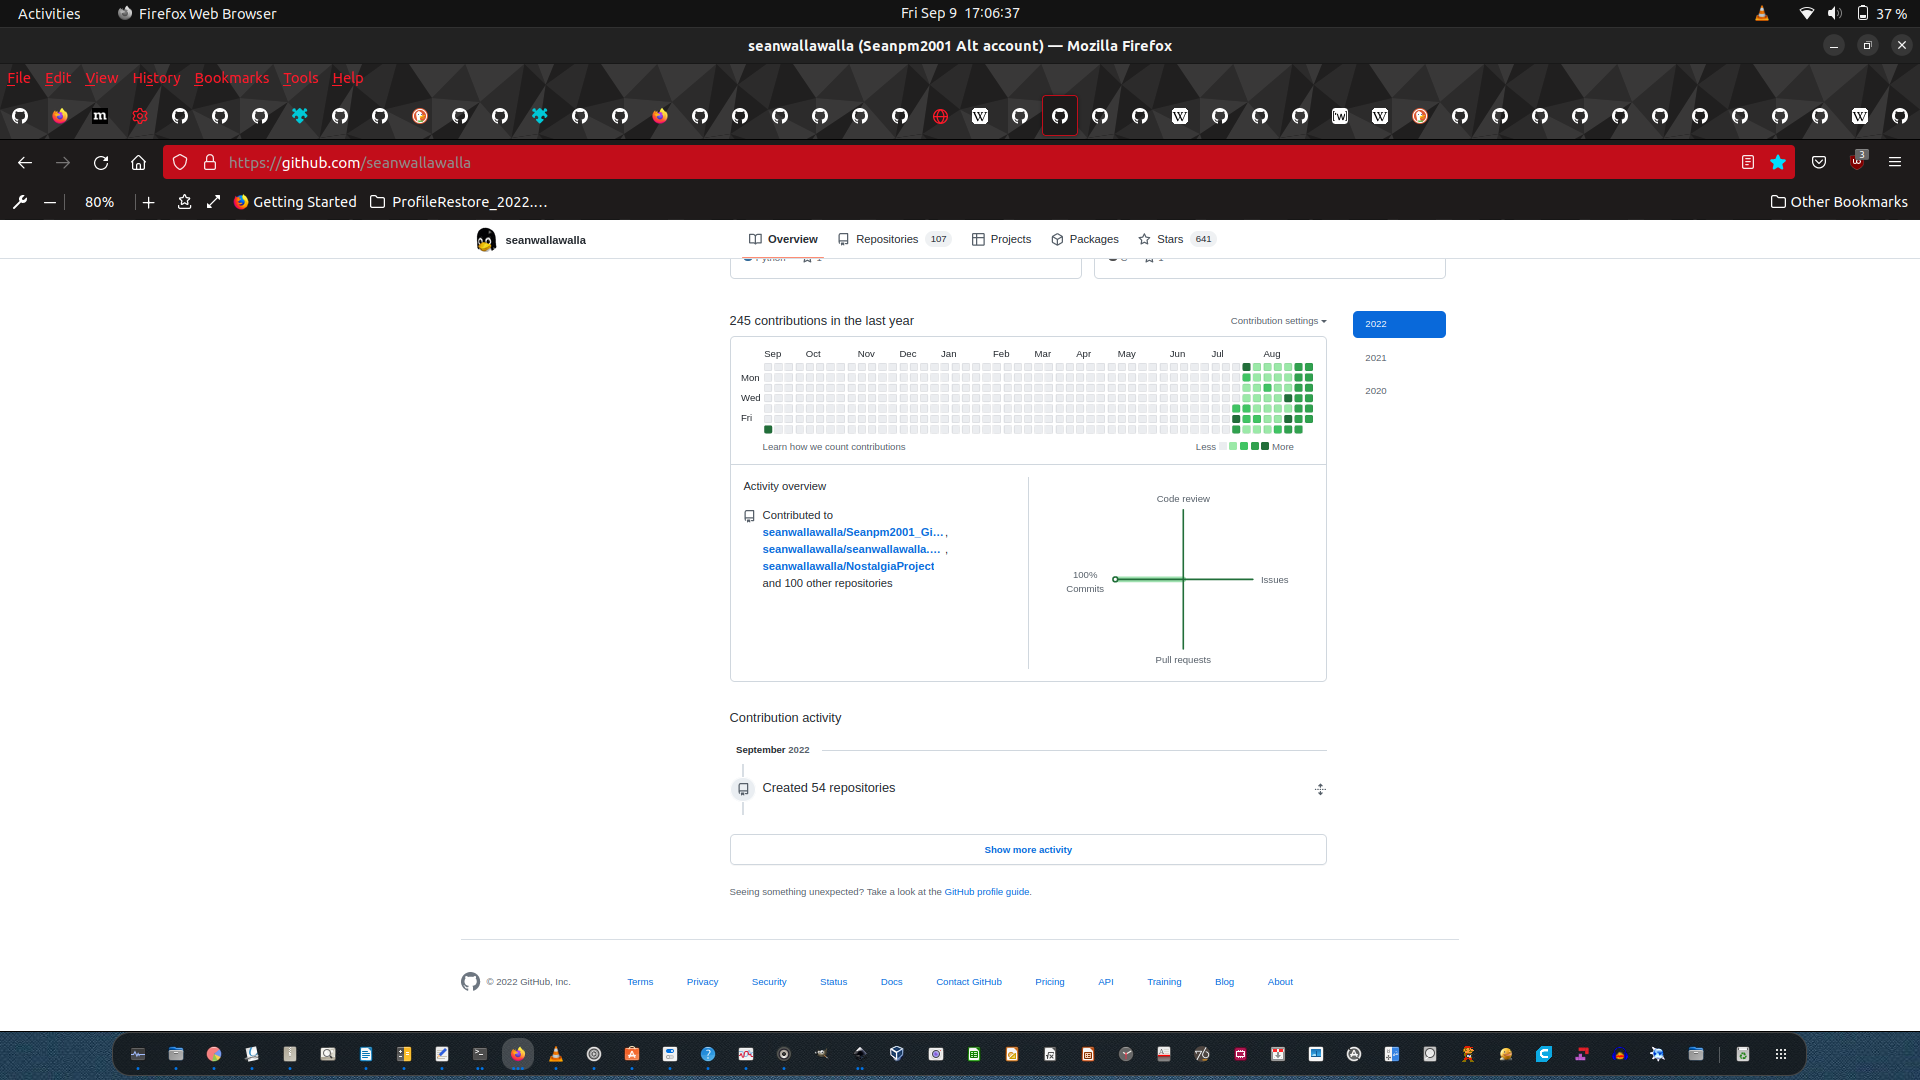 Activities Firefox Web Browser Fri Sep 9 17:06:37 37 %
seanwallawalla (Seanpm2001 Alt account) — Mozilla Firefox
File Edit View History Bookmarks Tools Help
https://github.com/seanwallawalla 3
80% Getting Started ProfileRestore_2022.… Other Bookmarks
seanwallawalla Overview Repositories 107 Projects Packages Stars 641
245 contributions in the last year Contribution settings 2022
Sep Oct Nov Dec Jan Feb Mar Apr May Jun Jul Aug 2021
Mon
Wed 2020
Fri
Learn how we count contributions Less More
Activity overview
Code review
Contributed to
seanwallawalla/Seanpm2001_Gi… ,
seanwallawalla/seanwallawalla.… ,
seanwallawalla/NostalgiaProject
and 100 other repositories
100%
Commits
Issues
Pull requests
Contribution activity
September 2022
Created 54 repositories
Show more activity
Seeing something unexpected? Take a look at the GitHub profile guide.
© 2022 GitHub, Inc. Terms Privacy Security Status Docs Contact GitHub Pricing API Training Blog About